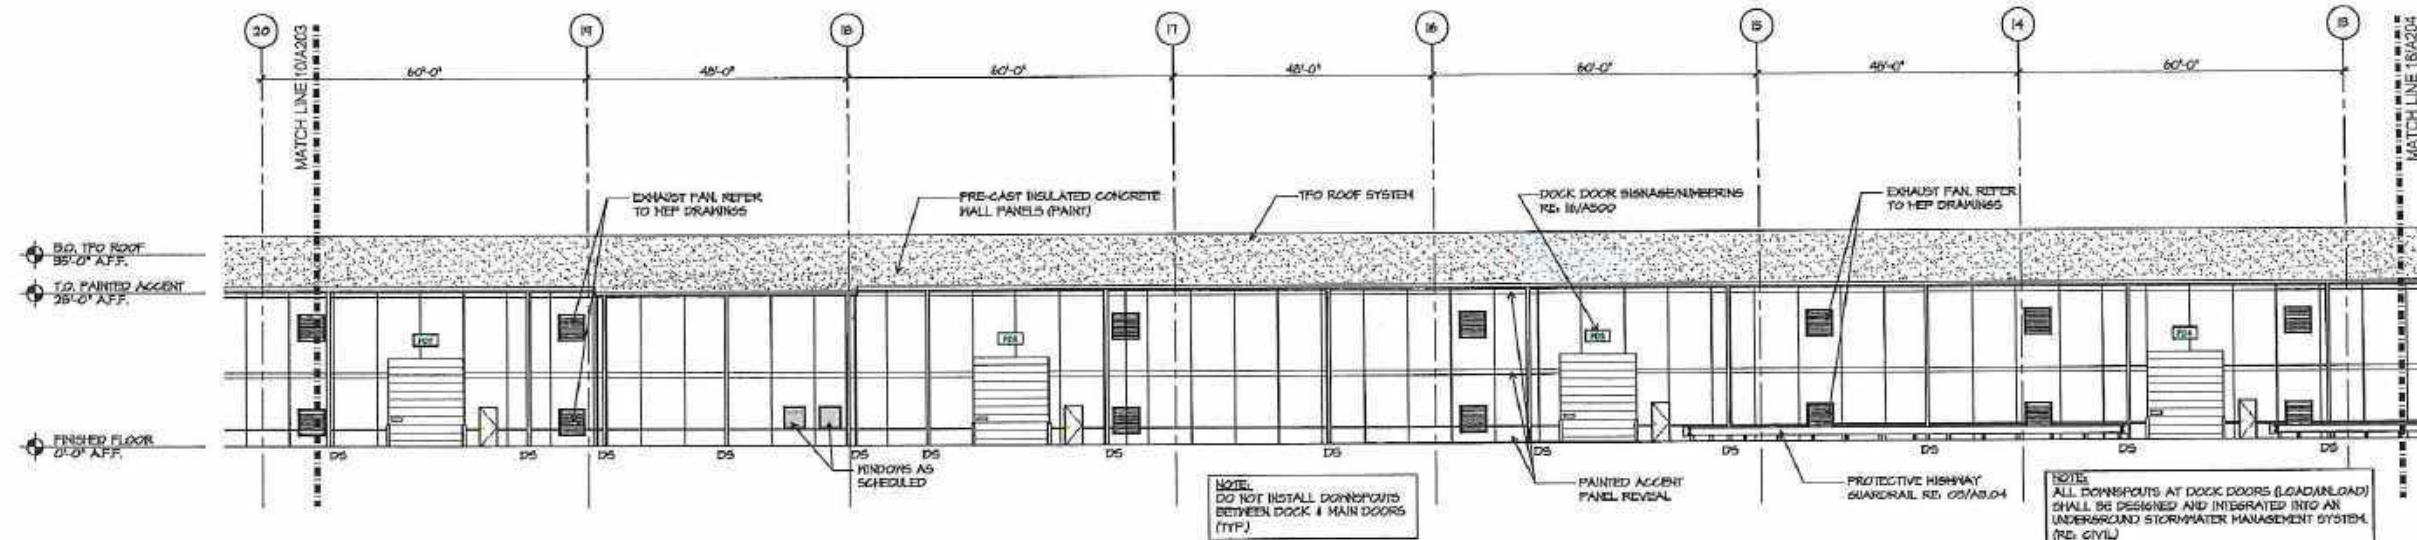 20
19
18
17
16
15
14
13
MATCH LINE 10/A203
MATCH LINE 16/A204
60'-0"
48'-0"
60'-0"
48'-0"
60'-0"
48'-0"
60'-0"
EXHAUST FAN. REFER
TO MEP DRAWINGS
PRE-CAST INSULATED CONCRETE
WALL PANELS (PAINT)
TPO ROOF SYSTEM
DOCK DOOR SIGNAGE/NUMBERING
RE: 16/A500
EXHAUST FAN. REFER
TO MEP DRAWINGS
B.O. TPO ROOF
35'-0" A.F.F.
T.O. PAINTED ACCENT
28'-0" A.F.F.
FINISHED FLOOR
0'-0" A.F.F.
DS
DS
DS
DS
DS
DS
DS
DS
DS
DS
DS
DS
WINDOWS AS
SCHEDULED
NOTE:
DO NOT INSTALL DOWNSPOUTS
BETWEEN DOCK & MAIN DOORS
(TYP.)
PAINTED ACCENT
PANEL REVEAL
PROTECTIVE HIGHWAY
GUARDRAIL RE:
NOTE:
ALL DOWNSPOUTS AT DOCK DOORS (LOAD/UNLOAD)
SHALL BE DESIGNED AND INTEGRATED INTO AN
UNDERGROUND STORMWATER MANAGEMENT SYSTEM.
(RE: CIVIL)